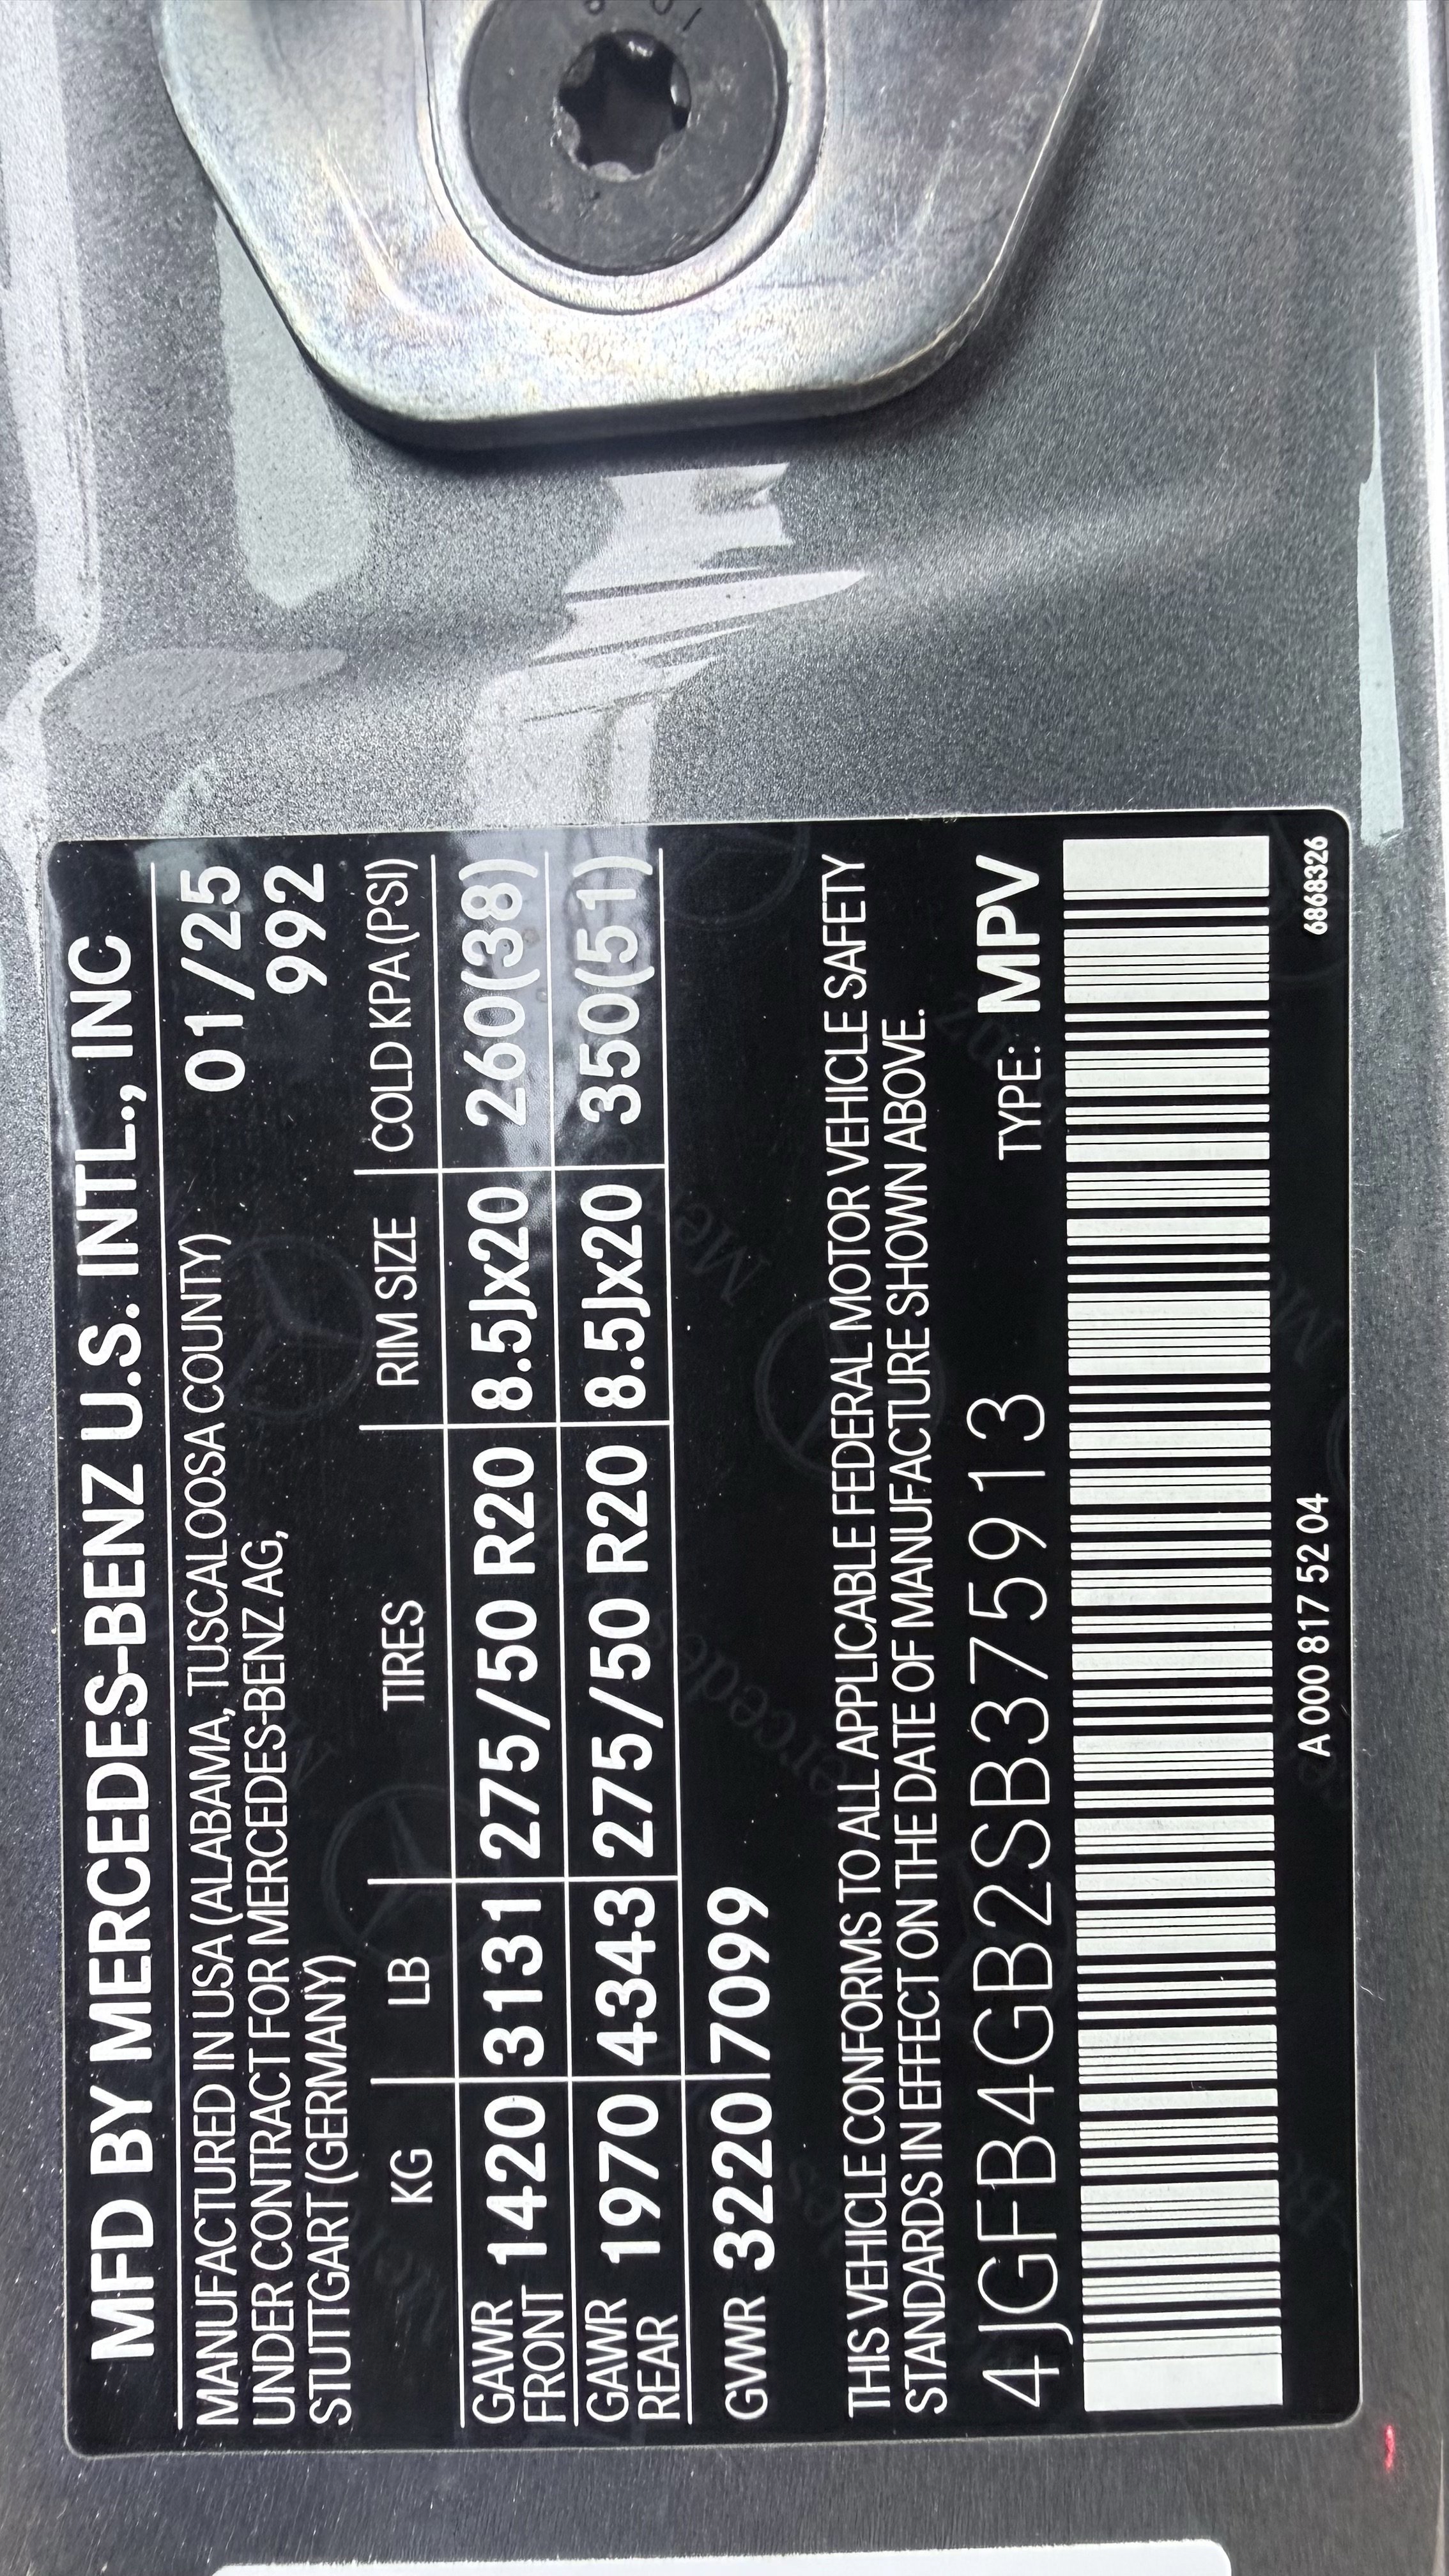 MFD BY MERCEDES-BENZ U.S. INTL., INC
MANUFACTURED IN USA (ALABAMA, TUSCALOOSA COUNTY) 01/25
UNDER CONTRACT FOR MERCEDES-BENZ AG, 992
STUTTGART (GERMANY)
KG LB TIRES RIM SIZE COLD KPA (PSI)
GAWR FRONT 1420 3131 275/50 R20 8.5Jx20 260(38)
GAWR REAR 1970 4343 275/50 R20 8.5Jx20 350(51)
GVWR 3220 7099
THIS VEHICLE CONFORMS TO ALL APPLICABLE FEDERAL MOTOR VEHICLE SAFETY
STANDARDS IN EFFECT ON THE DATE OF MANUFACTURE SHOWN ABOVE.
4JGFB4GB2SB375913 TYPE: MPV
A 000 817 52 04 6868326